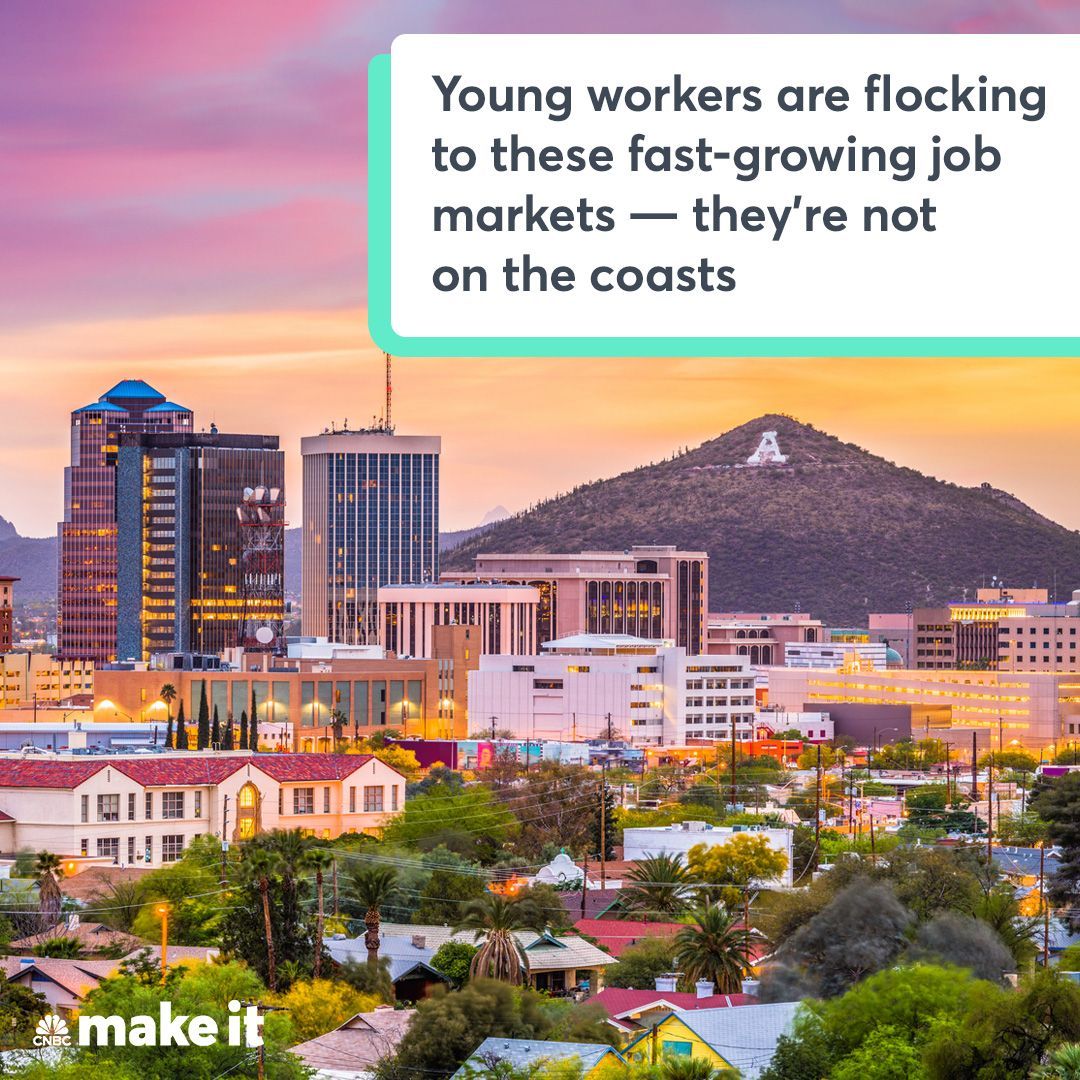 Young workers are flocking
to these fast-growing job
markets — they're not
on the coasts
A
CNBC make it